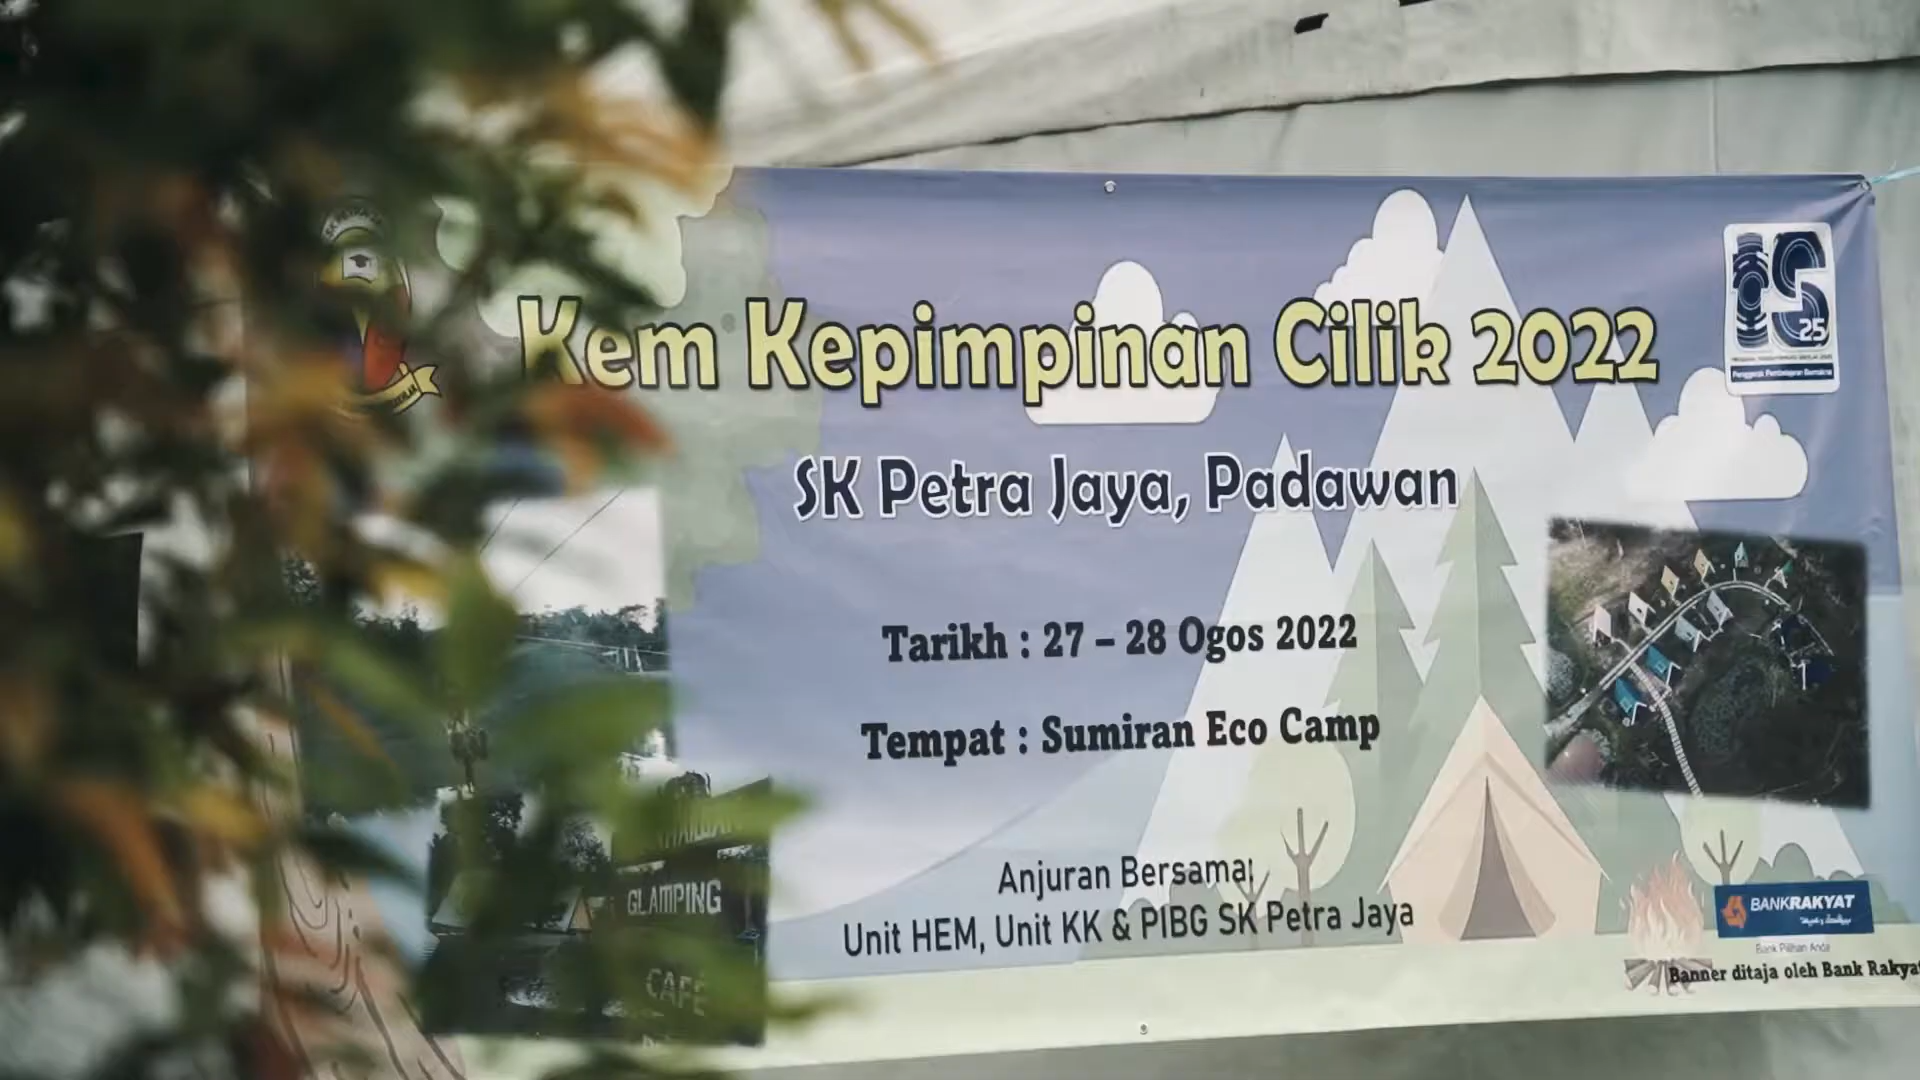 Kem Kepimpinan Cilik 2022
25
SK Petra Jaya, Padawan
Tarikh : 27 – 28 Ogos 2022
Tempat : Sumiran Eco Camp
GLAMPING
CAFE
Anjuran Bersama:
Unit HEM, Unit KK & PIBG SK Petra Jaya
BANKRAKYAT
Bank Pilihan Anda
Banner ditaja oleh Bank Rakyat